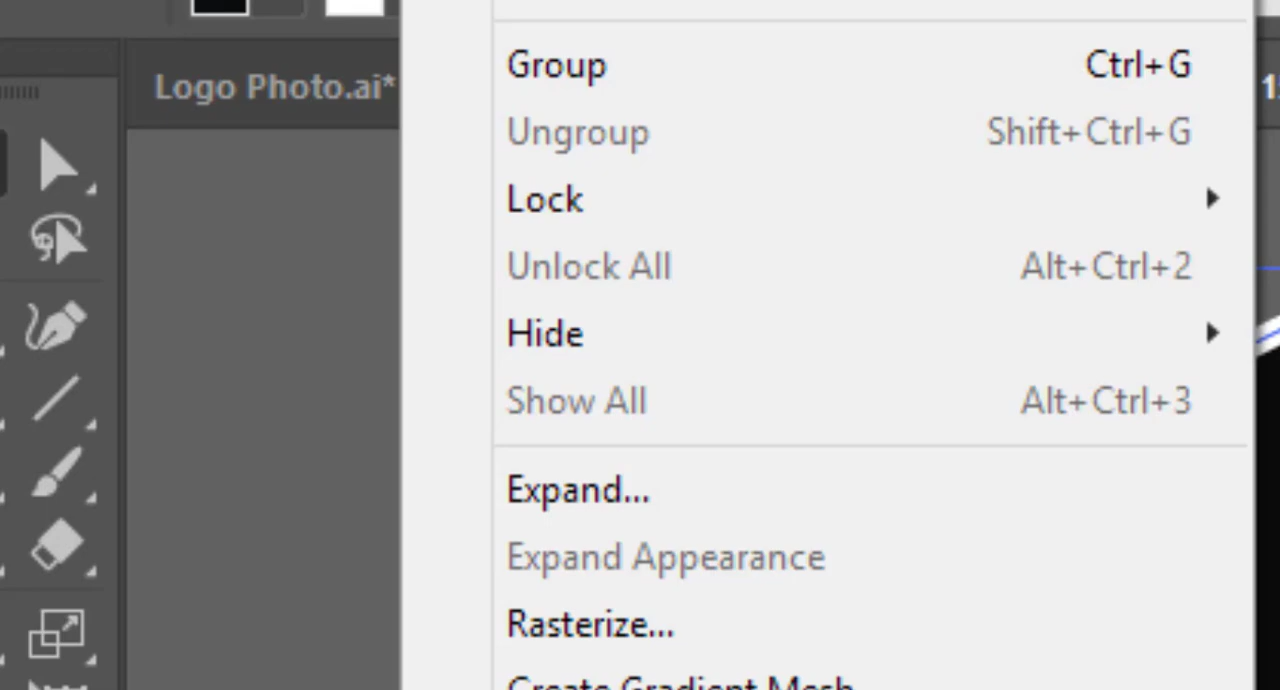 Logo Photo.ai*
Group Ctrl+G
Ungroup Shift+Ctrl+G
Lock
Unlock All Alt+Ctrl+2
Hide
Show All Alt+Ctrl+3
Expand...
Expand Appearance
Rasterize...
Create Gradient Mesh